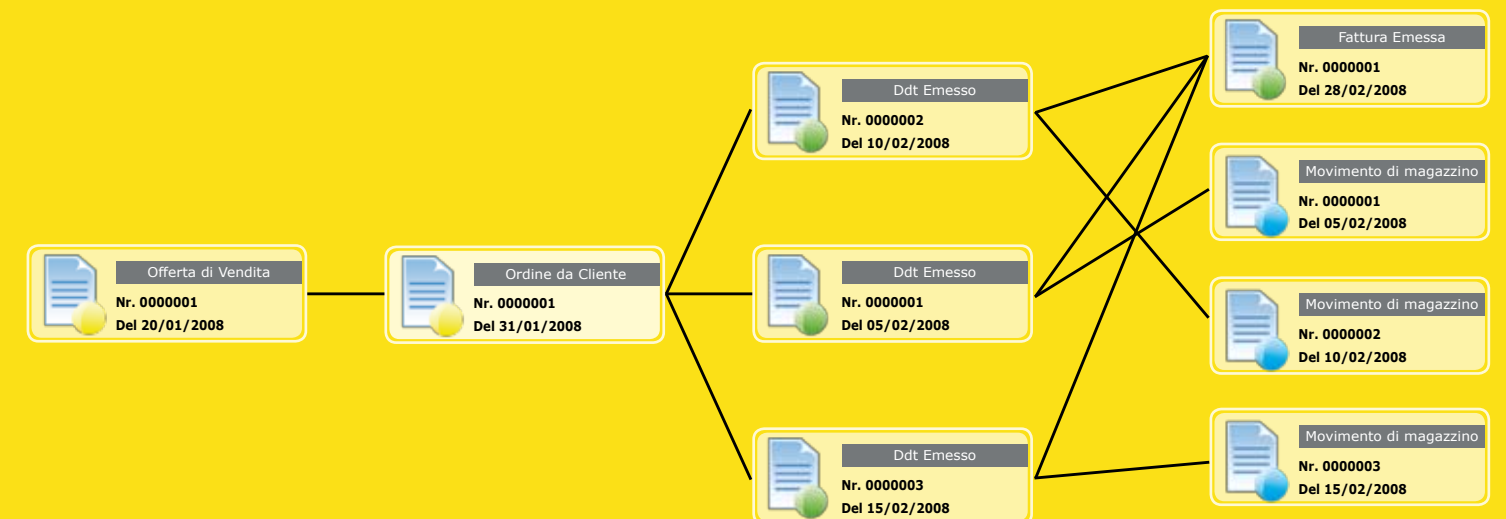 Offerta di Vendita
Nr. 0000001
Del 20/01/2008
Ordine da Cliente
Nr. 0000001
Del 31/01/2008
Ddt Emesso
Nr. 0000002
Del 10/02/2008
Ddt Emesso
Nr. 0000001
Del 05/02/2008
Ddt Emesso
Nr. 0000003
Del 15/02/2008
Fattura Emessa
Nr. 0000001
Del 28/02/2008
Movimento di magazzino
Nr. 0000001
Del 05/02/2008
Movimento di magazzino
Nr. 0000002
Del 10/02/2008
Movimento di magazzino
Nr. 0000003
Del 15/02/2008